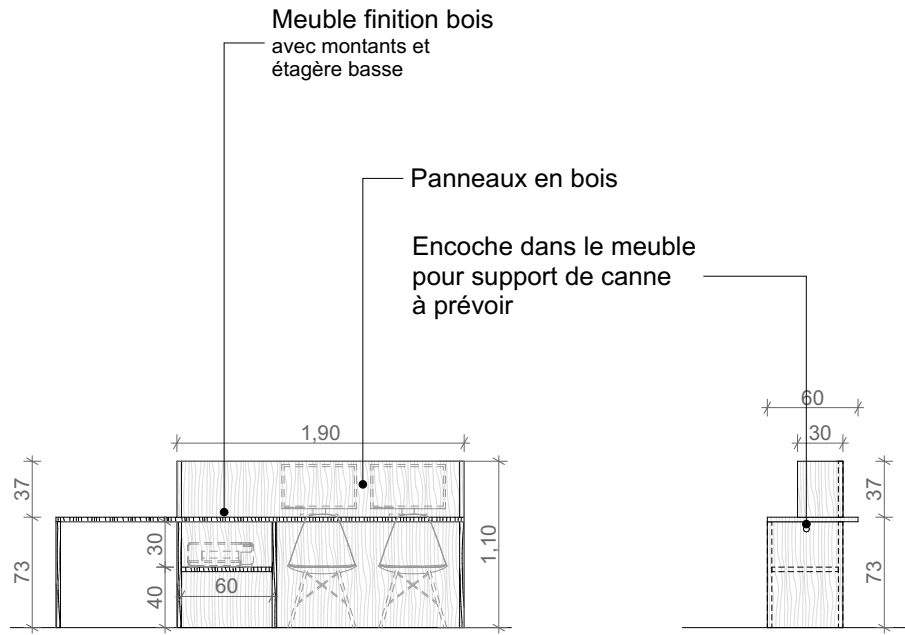 Meuble finition bois
avec montants et
étagère basse
Panneaux en bois
Encoche dans le meuble
pour support de canne
à prévoir
60
1,90
30
37
37
1,10
30
73
73
60
40